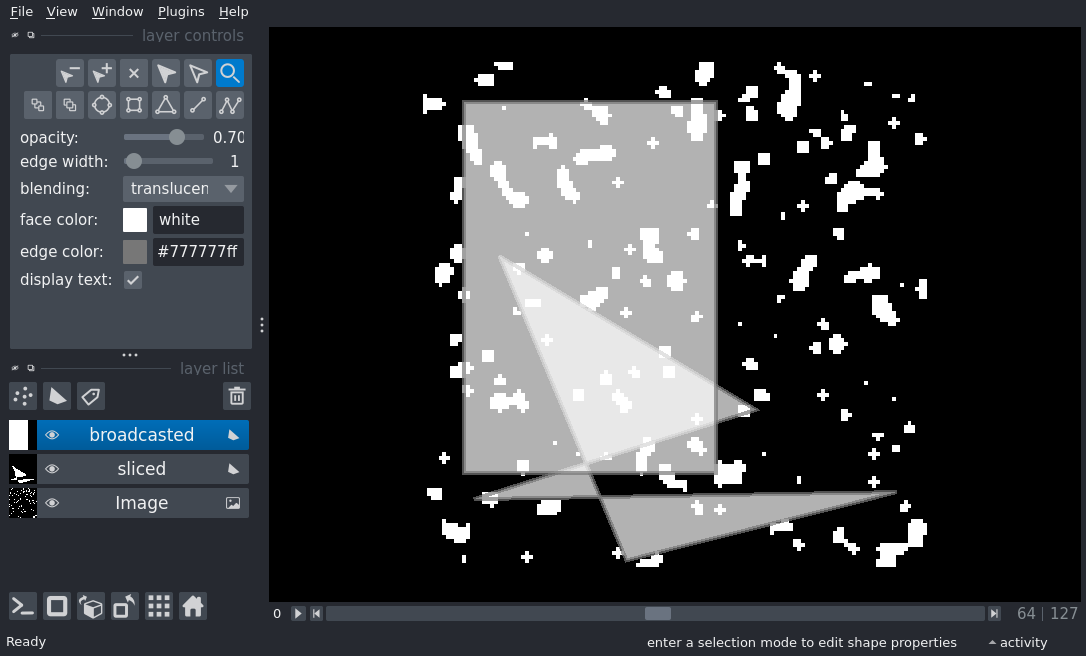 File View Window Plugins Help
layer controls
opacity: 0.70
edge width: 1
blending: translucen
face color: white
edge color: #777777ff
display text:
layer list
broadcasted
sliced
Image
0 64 | 127
Ready enter a selection mode to edit shape properties activity